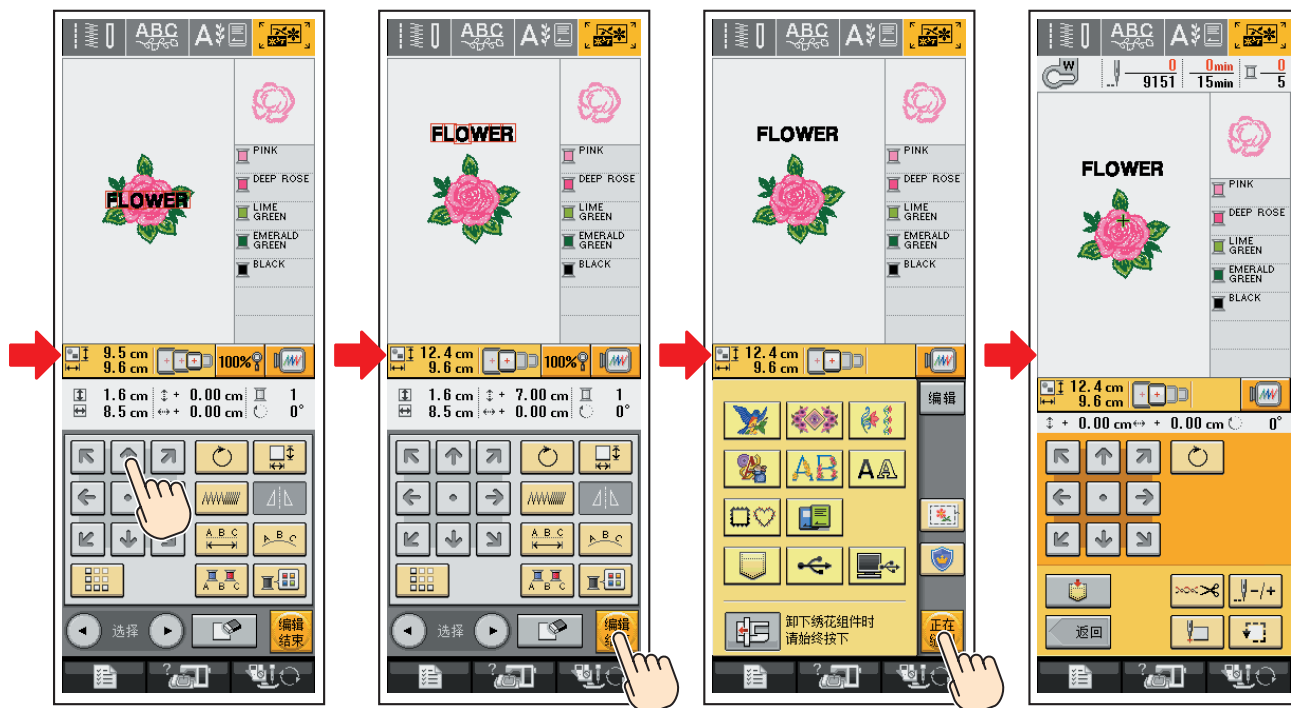 ABC A
FLOWER
PINK
DEEP ROSE
LIME
GREEN
EMERALD
GREEN
BLACK
9.5 cm
9.6 cm
100%
1.6 cm + 0.00 cm 1
8.5 cm + 0.00 cm 0°
A B C
A B C
A B C
选择
编辑
结束
?
ABC A
FLOWER
PINK
DEEP ROSE
LIME
GREEN
EMERALD
GREEN
BLACK
12.4 cm
9.6 cm
100%
1.6 cm + 7.00 cm 1
8.5 cm + 0.00 cm 0°
A B C
A B C
A B C
选择
编辑
?
ABC A
FLOWER
PINK
DEEP ROSE
LIME
GREEN
EMERALD
GREEN
BLACK
12.4 cm
9.6 cm
编辑
A
AB
AA
卸下绣花组件时
请始终按下
正在
?
ABC A
W
0 0min 0
9151 15min 5
FLOWER
PINK
DEEP ROSE
LIME
GREEN
EMERALD
GREEN
BLACK
12.4 cm
9.6 cm
+ 0.00 cm + 0.00 cm 0°
-/+
返回
?